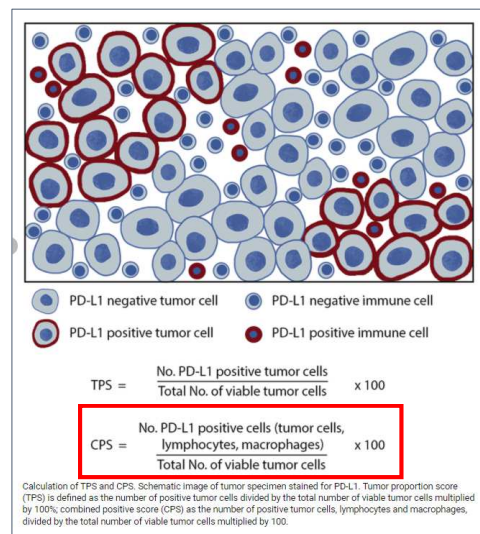 PD-L1 negative tumor cell
PD-L1 negative immune cell
PD-L1 positive tumor cell
PD-L1 positive immune cell
TPS = No. PD-L1 positive tumor cells
Total No. of viable tumor cells
x 100
CPS = No. PD-L1 positive cells (tumor cells,
lymphocytes, macrophages)
Total No. of viable tumor cells
x 100
Calculation of TPS and CPS. Schematic image of tumor specimen stained for PD-L1. Tumor proportion score
(TPS) is defined as the number of positive tumor cells divided by the total number of viable tumor cells multiplied
by 100%; combined positive score (CPS) as the number of positive tumor cells, lymphocytes and macrophages,
divided by the total number of viable tumor cells multiplied by 100.